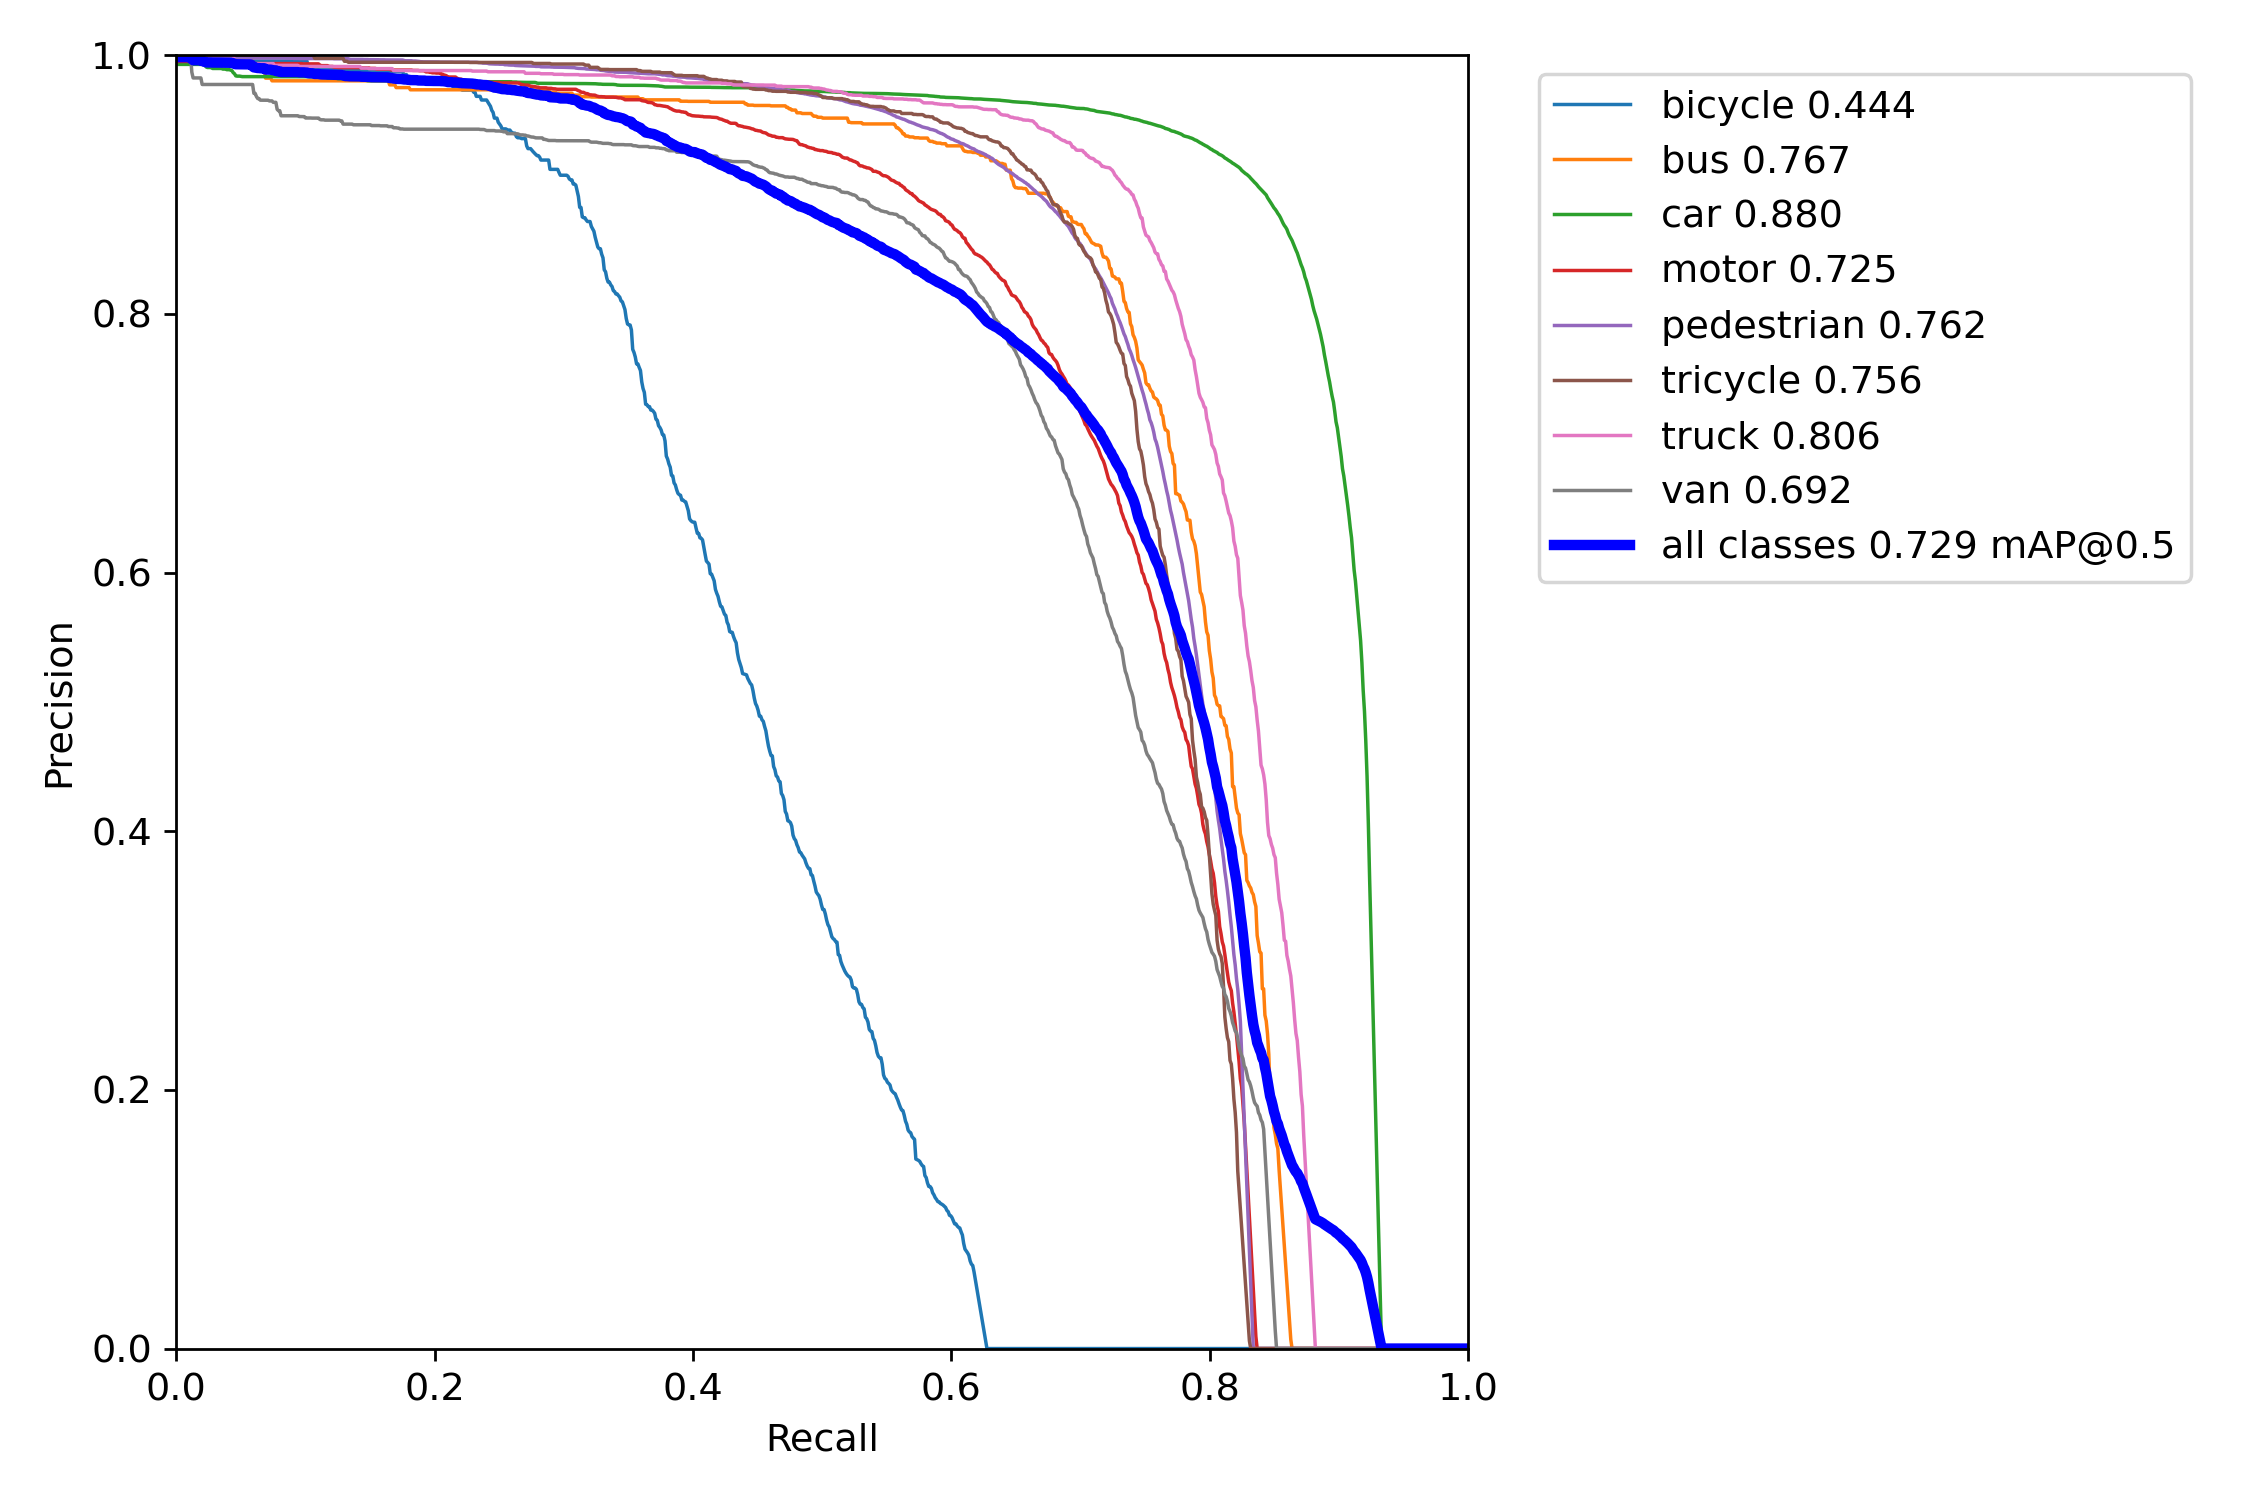 1.0
0.8
0.6
0.4
0.2
0.0
Precision
0.0 0.2 0.4 0.6 0.8 1.0
Recall
bicycle 0.444
bus 0.767
car 0.880
motor 0.725
pedestrian 0.762
tricycle 0.756
truck 0.806
van 0.692
all classes 0.729 mAP@0.5